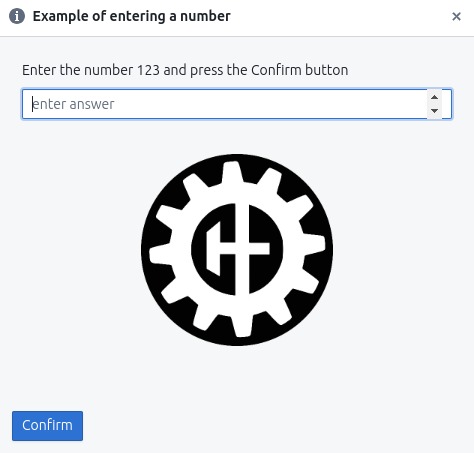 Example of entering a number
Enter the number 123 and press the Confirm button
enter answer
Confirm